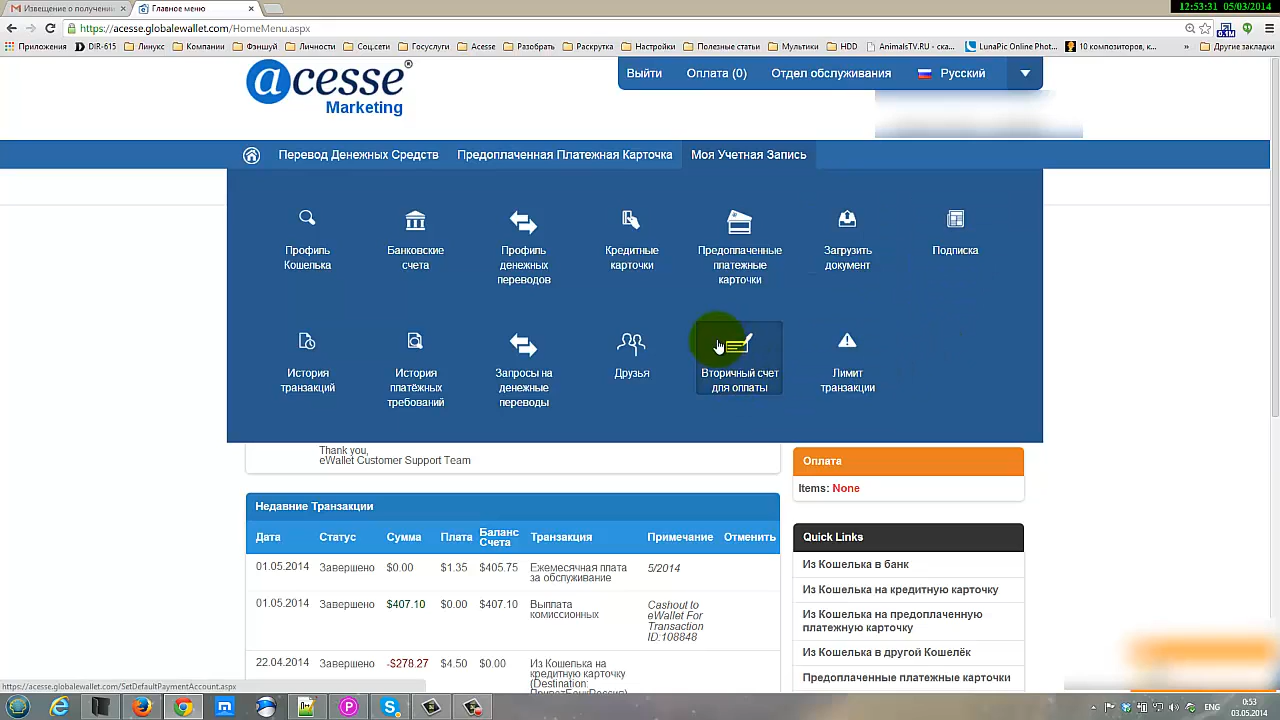 12:53:31 05/03/2014
Извещение о получени
Главное меню
https://acesse.globalewallet.com/HomeMenu.aspx
0.1M
Приложения DIR-615 Линукс Компании Фэншуй Личности Соц.сети Госуслуги Acesse Разобрать Раскрутка Настройки Полезные статьи Мультики HDD AnimalsTV.RU - ска... LunaPic Online Phot... 10 композиторов, к... » Другие закладки
acesse®
Marketing
Выйти Оплата (0) Отдел обслуживания Русский
Перевод Денежных Средств Предоплаченная Платежная Карточка Моя Учетная Запись
Профиль
Кошелька
Банковские
счета
Профиль
денежных
переводов
Кредитные
карточки
Предоплаченные
платежные
карточки
Загрузить
документ
Подписка
История
транзакций
История
платёжных
требований
Запросы на
денежные
переводы
Друзья
Вторичный счет
для оплаты
Лимит
транзакции
Thank you,
eWallet Customer Support Team
Оплата
Items: None
Недавние Транзакции
Дата Статус Сумма Плата Баланс Счета Транзакция Примечание Отменить
01.05.2014 Завершено $0.00 $1.35 $405.75 Ежемесячная плата 5/2014
за обслуживание
01.05.2014 Завершено $407.10 $0.00 $407.10 Выплата Cashout to
комиссионных eWallet For
Transaction
ID:108848
22.04.2014 Завершено -$278.27 $4.50 $0.00 Из Кошелька на
кредитную карточку
(Destination:
ПриватБанк(Россия)
Quick Links
Из Кошелька в банк
Из Кошелька на кредитную карточку
Из Кошелька на предоплаченную
платежную карточку
Из Кошелька в другой Кошелёк
Предоплаченные платежные карточки
https://acesse.globalewallet.com/SetDefaultPaymentAccount.aspx
ENG
0:53
03.05.2014